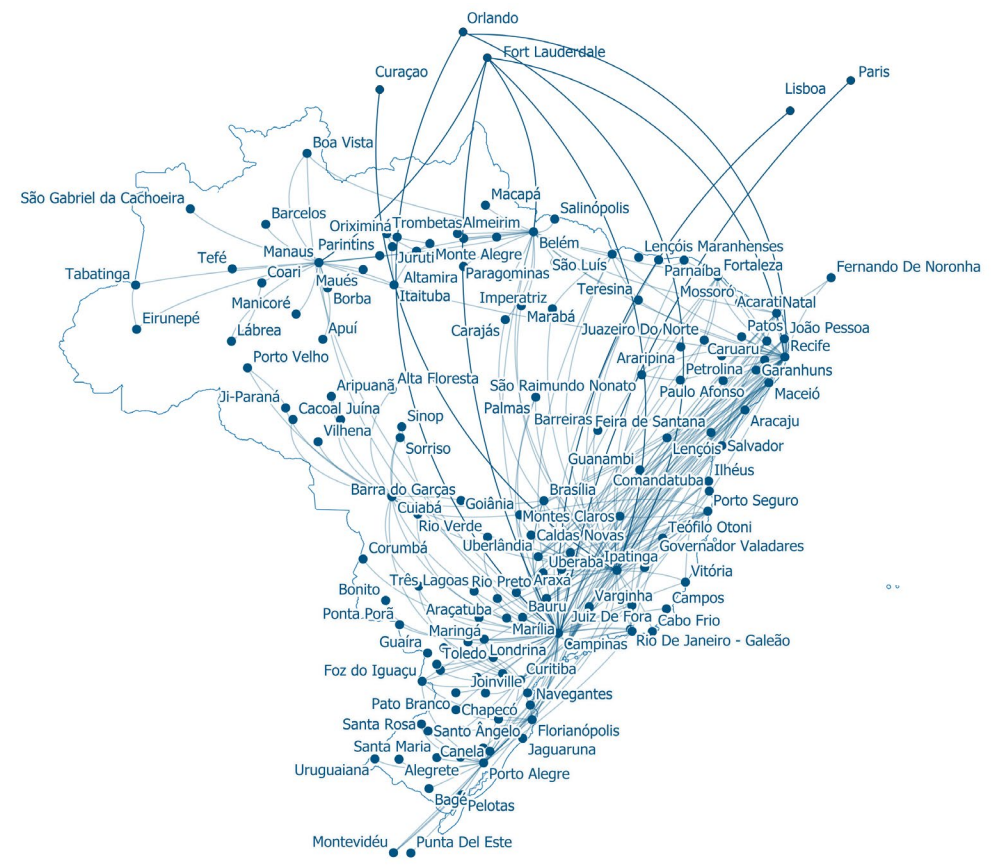 Orlando
Fort Lauderdale
Curaçao
Paris
Lisboa
Boa Vista
São Gabriel da Cachoeira
Macapá
Barcelos
Salinópolis
Oriximiná
Trombetas
Almeirim
Manaus
Parintins
Belém
Lençóis Maranhenses
Tefé
Juruti
Monte Alegre
São Luís
Parnaíba
Fortaleza
Fernando De Noronha
Tabatinga
Coari
Maués
Altamira
Paragominas
Teresina
Mossoró
Manicoré
Borba
Itaituba
Imperatriz
Marabá
Acarati
Natal
Eirunepé
Lábrea
Apuí
Carajás
Juazeiro Do Norte
Patos
João Pessoa
Porto Velho
Araripina
Caruaru
Recife
Ji-Paraná
Aripuanã
Alta Floresta
São Raimundo Nonato
Petrolina
Garanhuns
Paulo Afonso
Maceió
Cacoal
Juína
Sinop
Palmas
Barreiras
Feira de Santana
Aracaju
Vilhena
Sorriso
Lençóis
Salvador
Guanambi
Ilhéus
Comandatuba
Barra do Garças
Goiânia
Brasília
Porto Seguro
Cuiabá
Montes Claros
Rio Verde
Teófilo Otoni
Caldas Novas
Uberlândia
Governador Valadares
Corumbá
Uberaba
Ipatinga
Vitória
Bonito
Três Lagoas
Rio Preto
Araxá
Varginha
Campos
Ponta Porã
Araçatuba
Bauru
Juiz De Fora
Cabo Frio
Maringá
Marília
Campinas
Rio De Janeiro - Galeão
Guaíra
Toledo
Londrina
Foz do Iguaçu
Joinville
Curitiba
Pato Branco
Chapecó
Navegantes
Santa Rosa
Santo Ângelo
Florianópolis
Santa Maria
Canela
Jaguaruna
Uruguaiana
Alegrete
Porto Alegre
Bagé
Pelotas
Montevidéu
Punta Del Este